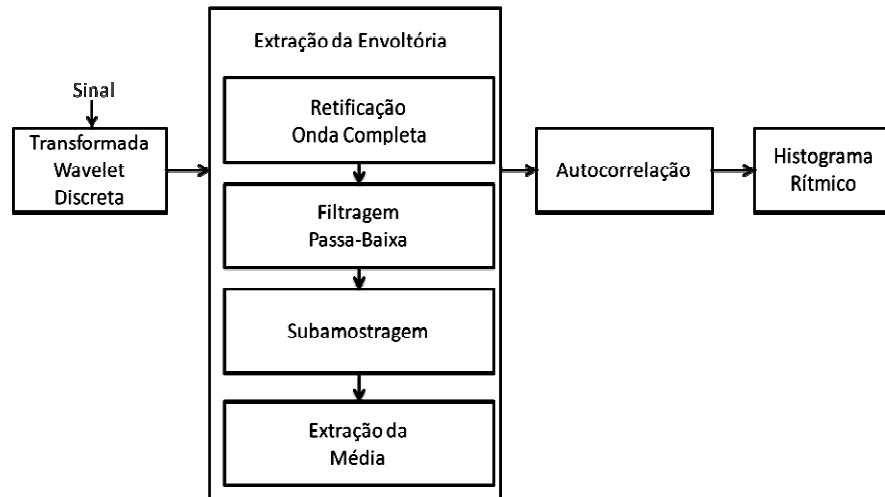 Sinal
Transformada
Wavelet
Discreta
Extração da Envoltória
Retificação
Onda Completa
Filtragem
Passa-Baixa
Subamostragem
Extração da
Média
Autocorrelação
Histograma
Rítmico